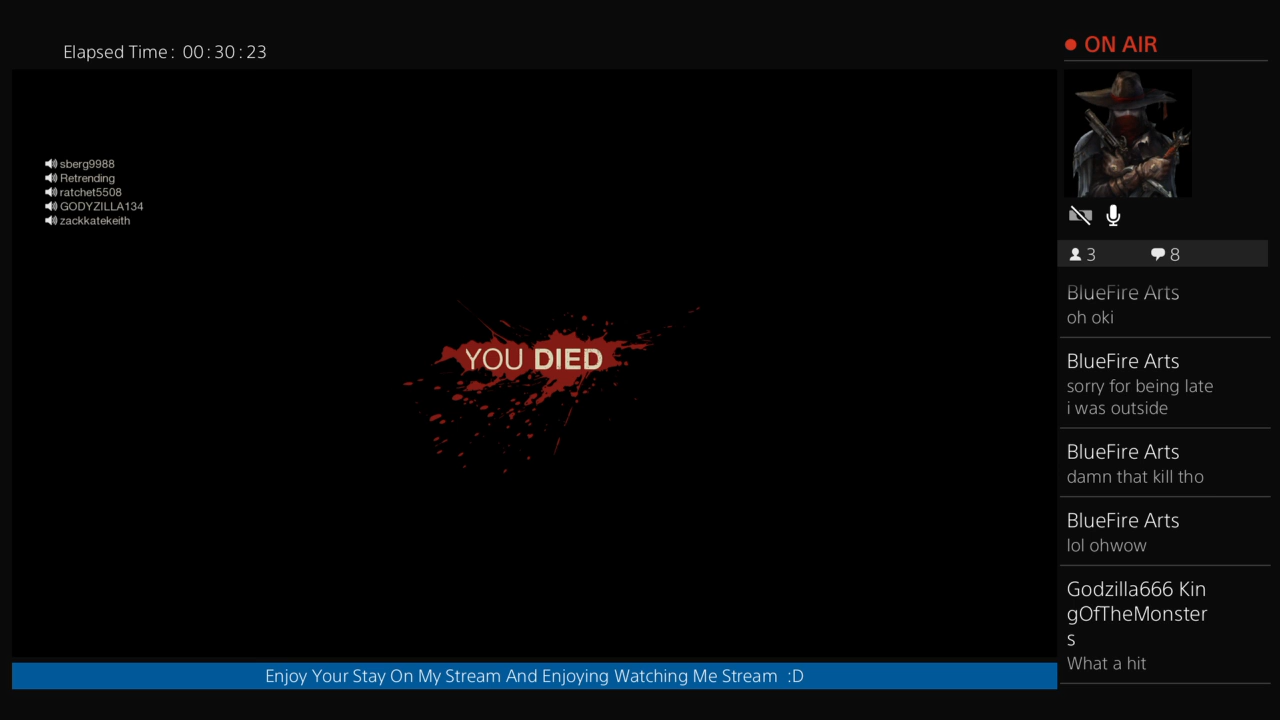 Elapsed Time: 00:30:23
ON AIR
sberg9988
Retrending
ratchet5508
GODYZILLA134
zackkatekeith
3 8
BlueFire Arts
oh oki
BlueFire Arts
sorry for being late
i was outside
YOU DIED
BlueFire Arts
damn that kill tho
BlueFire Arts
lol ohwow
Godzilla666 Kin
gOfTheMonster
s
What a hit
Enjoy Your Stay On My Stream And Enjoying Watching Me Stream :D